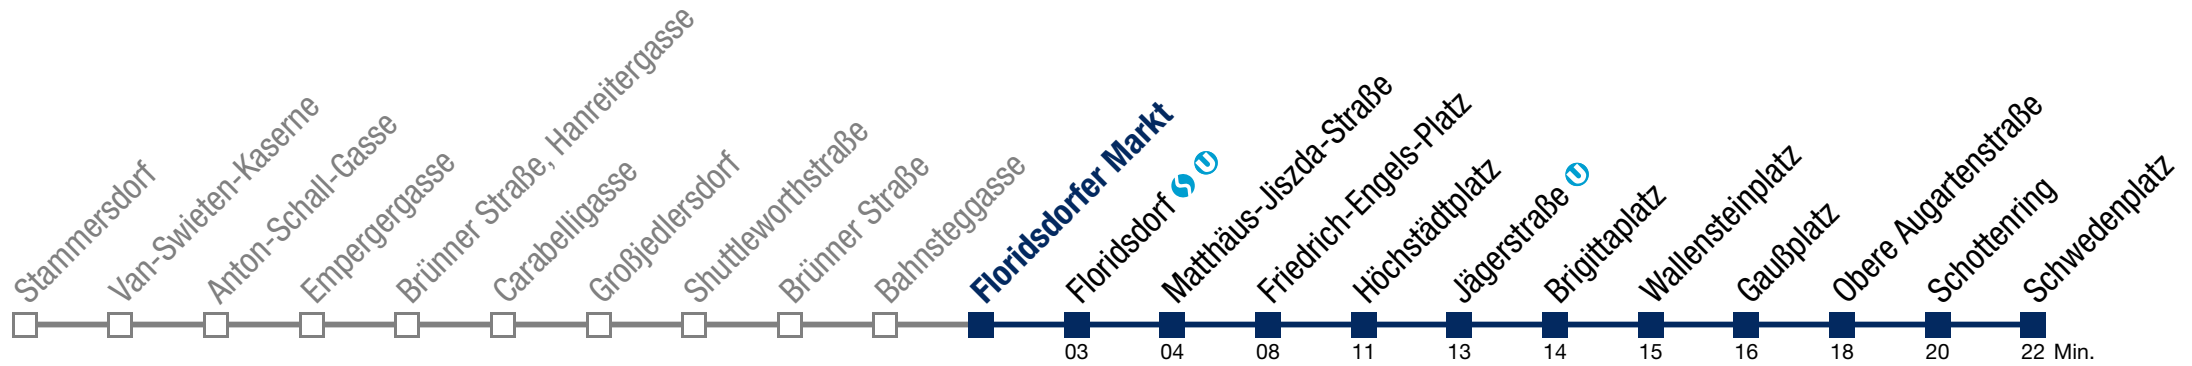 Stammersdorf
Van-Swieten-Kaserne
Anton-Schall-Gasse
Empergergasse
Brünner Straße, Hanreitergasse
Carabelligasse
Großjedlersdorf
Shuttleworthstraße
Brünner Straße
Bahnsteggasse
Floridsdorfer Markt
Floridsdorf
Matthäus-Jiszda-Straße
Friedrich-Engels-Platz
Höchstädtplatz
Jägerstraße
Brigittaplatz
Wallensteinplatz
Gaußplatz
Obere Augartenstraße
Schottenring
Schwedenplatz
03 04 08 11 13 14 15 16 18 20 22 Min.